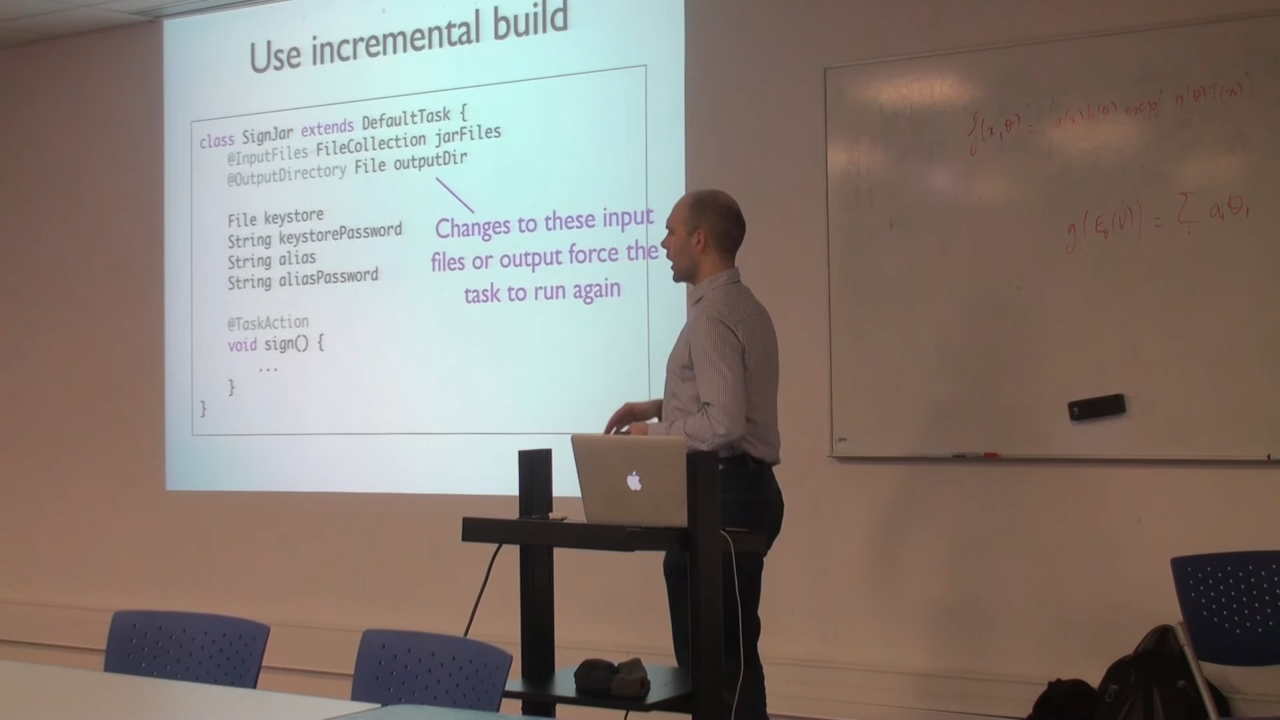 Use incremental build
class SignJar extends DefaultTask {
@InputFiles FileCollection jarFiles
@OutputDirectory File outputDir
File keystore
String keystorePassword
String alias
String aliasPassword
Changes to these input
files or output force the
task to run again
@TaskAction
void sign() {
...
}
}
f(x,θ) =
g(
) = Σ